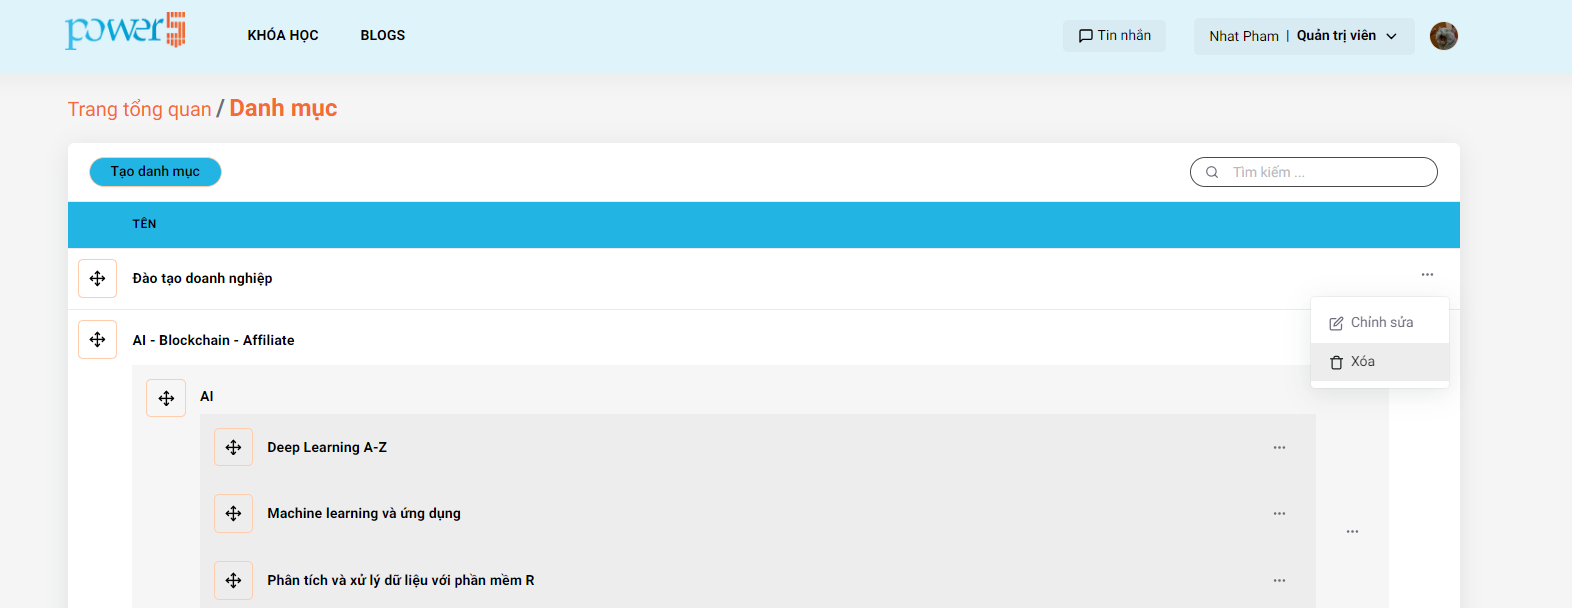 power5
KHÓA HỌC
BLOGS
Tin nhắn
Nhat Pham | Quản trị viên
Trang tổng quan / Danh mục
Tạo danh mục
Tìm kiếm ...
TÊN
Đào tạo doanh nghiệp
Chỉnh sửa
AI - Blockchain - Affiliate
Xóa
AI
Deep Learning A-Z
Machine learning và ứng dụng
Phân tích và xử lý dữ liệu với phần mềm R